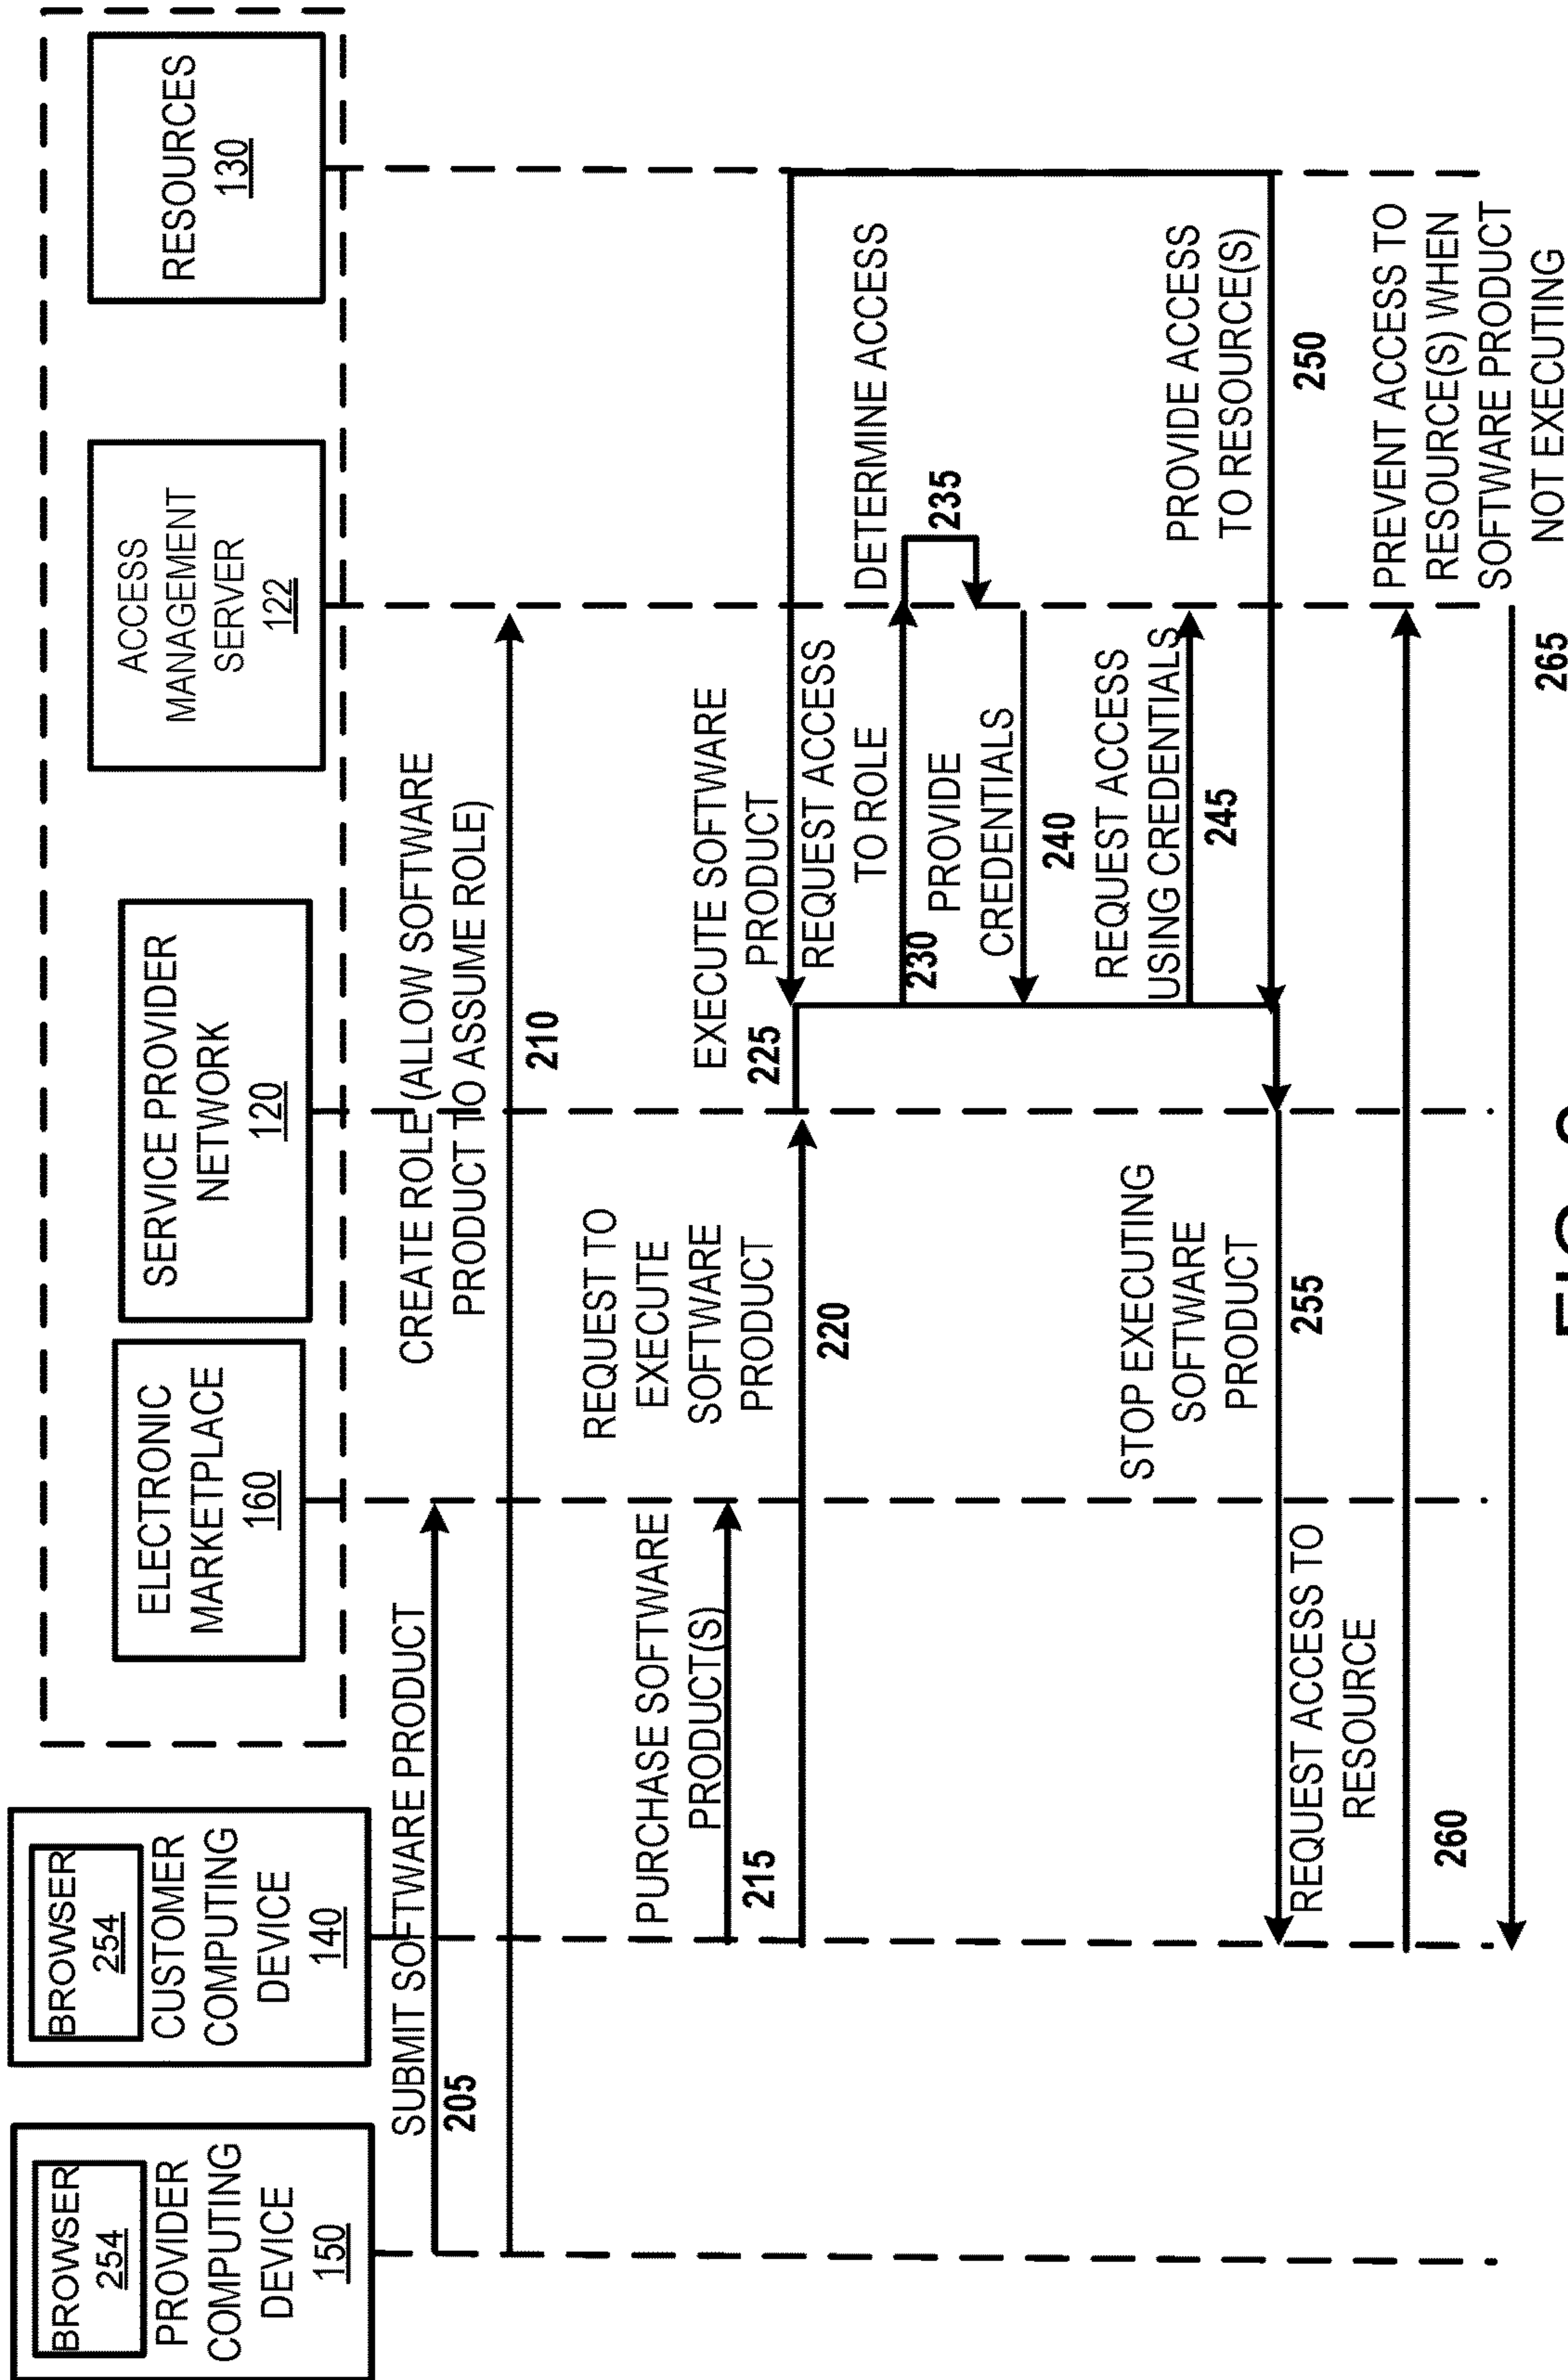 BROWSER
254
PROVIDER
COMPUTING
DEVICE
150
BROWSER
254
CUSTOMER
COMPUTING
DEVICE
140
ELECTRONIC
MARKETPLACE
160
SERVICE PROVIDER
NETWORK
120
ACCESS
MANAGEMENT
SERVER
122
RESOURCES
130
SUBMIT SOFTWARE PRODUCT
205
CREATE ROLE (ALLOW SOFTWARE
PRODUCT TO ASSUME ROLE)
210
PURCHASE SOFTWARE
PRODUCT(S)
215
REQUEST TO
EXECUTE
SOFTWARE
PRODUCT
220
EXECUTE SOFTWARE
PRODUCT
225
REQUEST ACCESS
TO ROLE
230
DETERMINE ACCESS
235
PROVIDE
CREDENTIALS
240
REQUEST ACCESS
USING CREDENTIALS
245
PROVIDE ACCESS
TO RESOURCE(S)
250
STOP EXECUTING
SOFTWARE
PRODUCT
255
REQUEST ACCESS TO
RESOURCE
260
PREVENT ACCESS TO
RESOURCE(S) WHEN
SOFTWARE PRODUCT
NOT EXECUTING
265